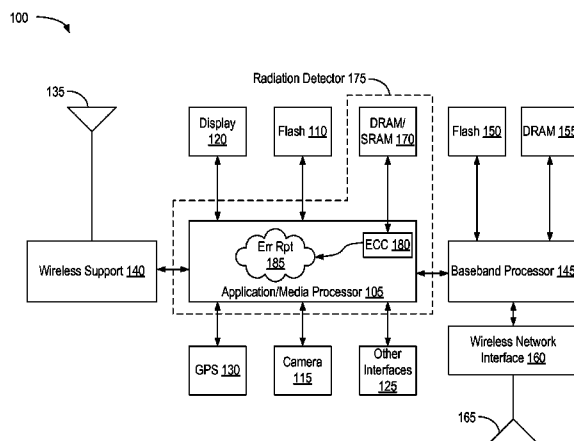 100
Radiation Detector 175
135
Display
120
Flash 110
DRAM/
SRAM 170
Flash 150
DRAM 155
Err Rpt
185
ECC 180
Wireless Support 140
Application/Media Processor 105
Baseband Processor 145
GPS 130
Camera
115
Other
Interfaces
125
Wireless Network
Interface 160
165